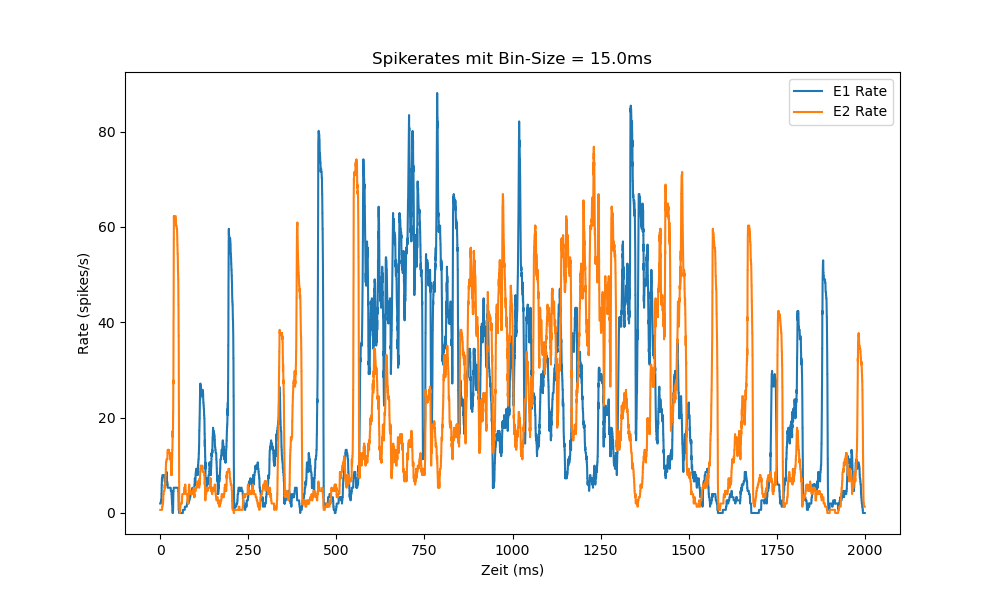 Spikerates mit Bin-Size = 15.0ms
E1 Rate
E2 Rate
Rate (spikes/s)
80
60
40
20
0
0 250 500 750 1000 1250 1500 1750 2000
Zeit (ms)